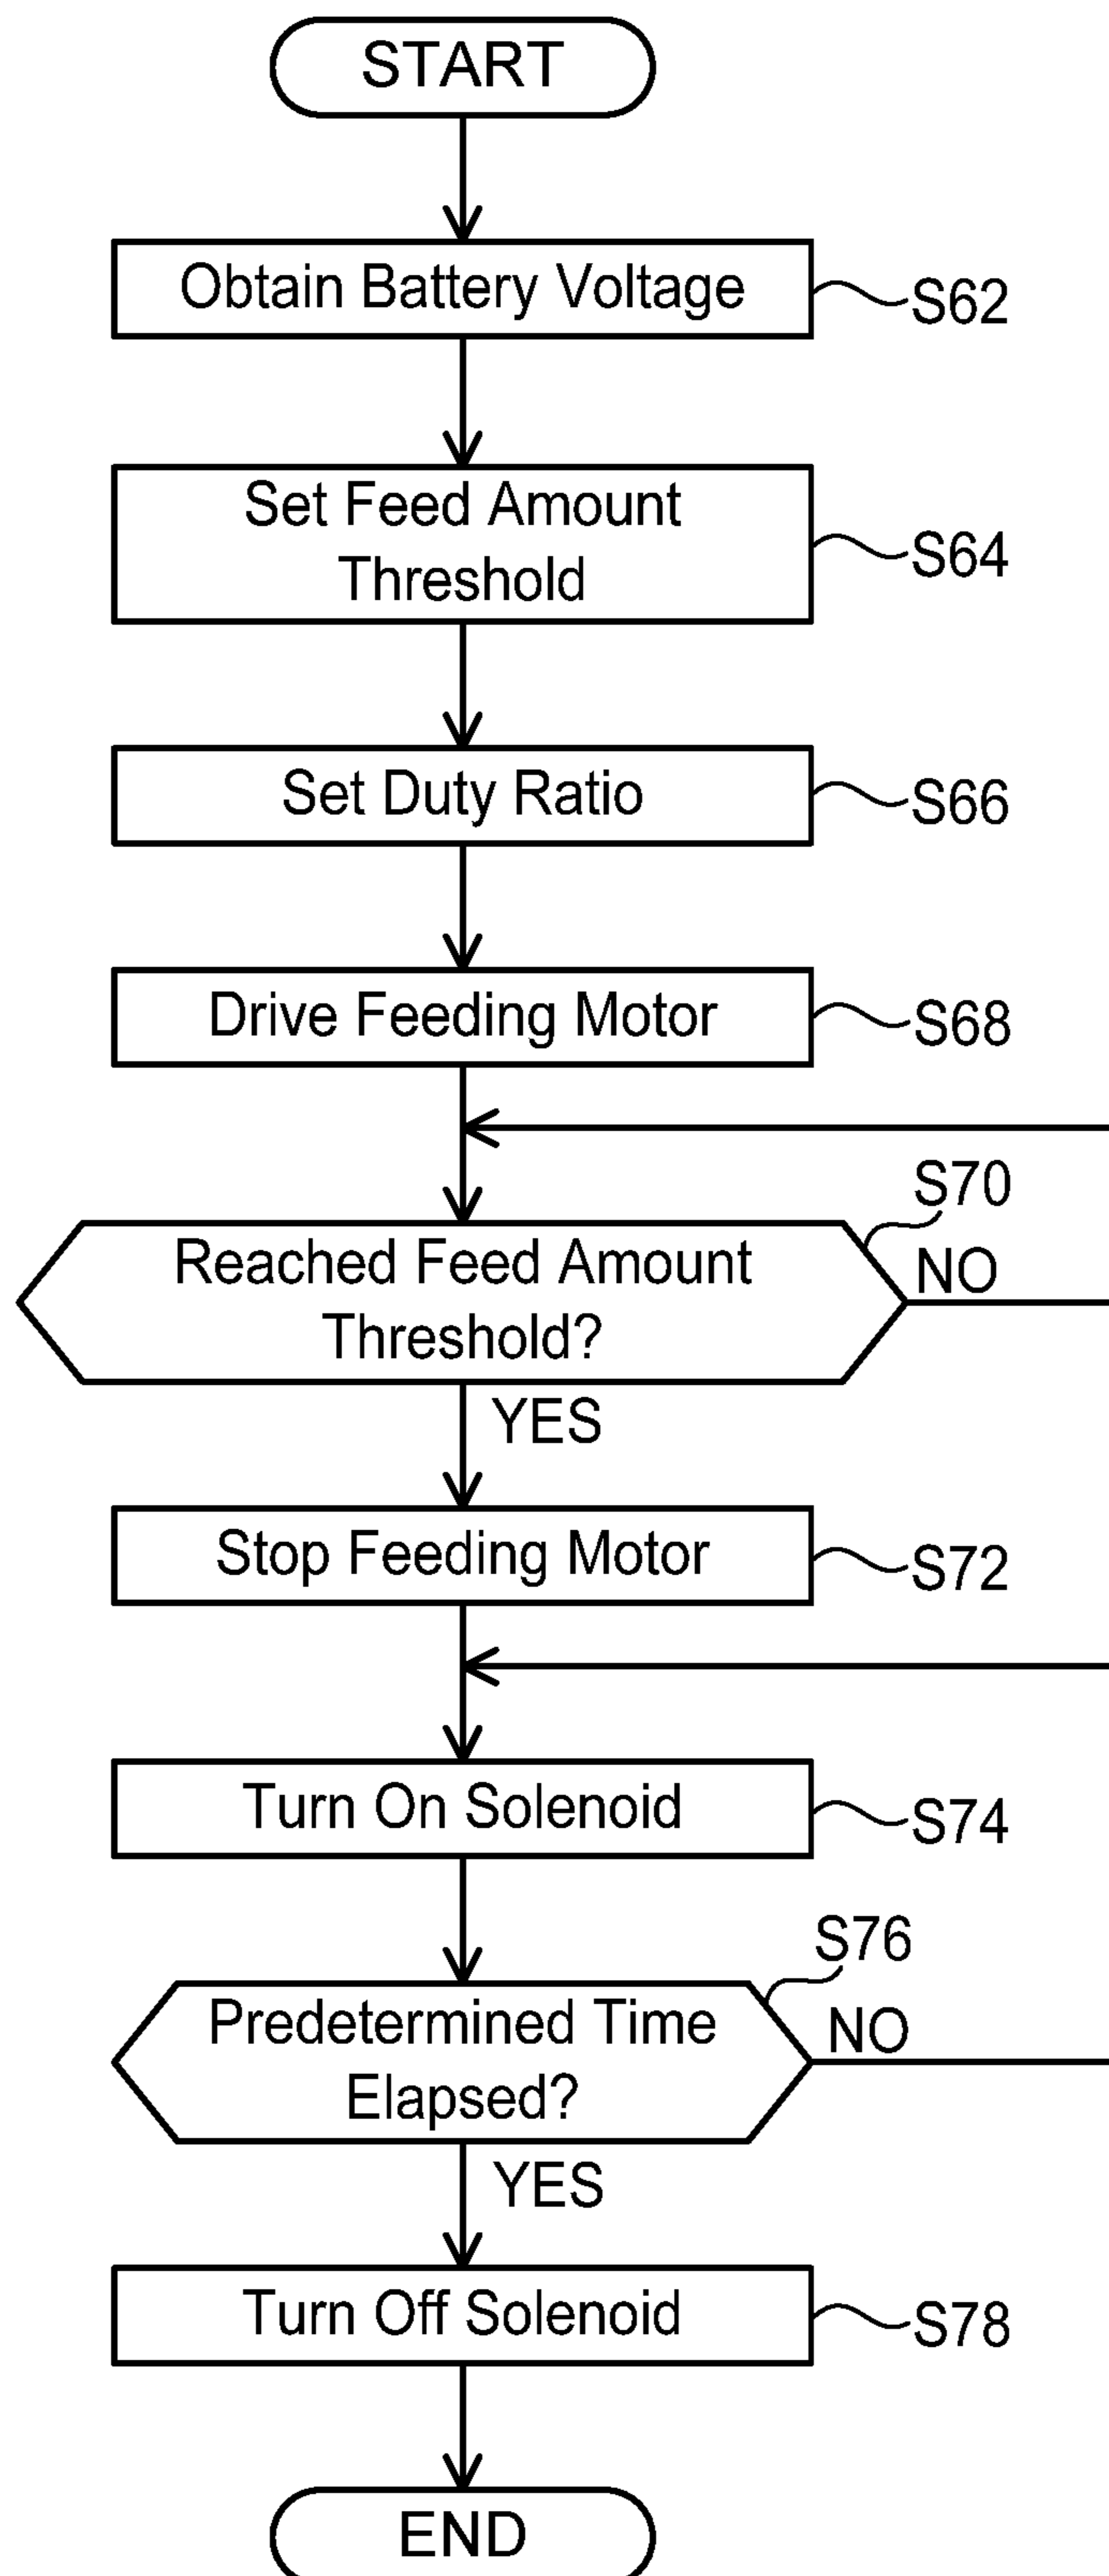 START
Obtain Battery Voltage
S62
Set Feed Amount
Threshold
S64
Set Duty Ratio
S66
Drive Feeding Motor
S68
S70
Reached Feed Amount
Threshold?
NO
YES
Stop Feeding Motor
S72
Turn On Solenoid
S74
S76
Predetermined Time
Elapsed?
NO
YES
Turn Off Solenoid
S78
END